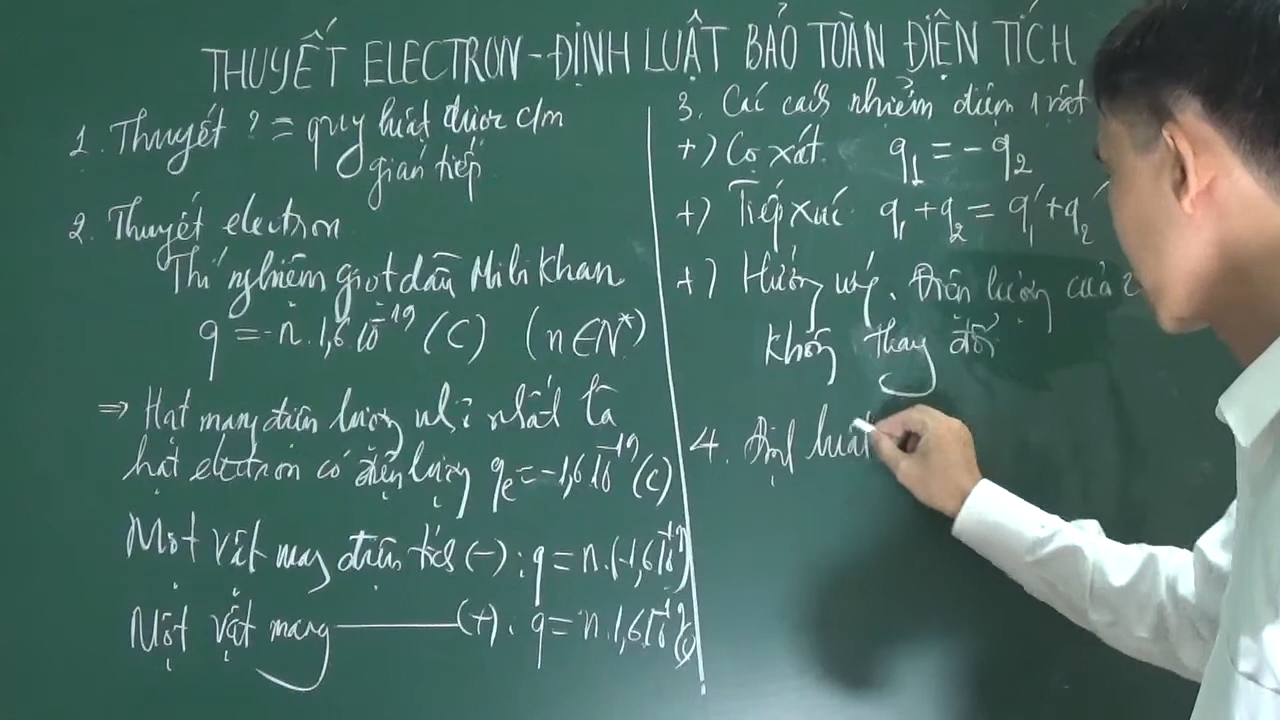 THUYẾT ELECTRON - ĐỊNH LUẬT BẢO TOÀN ĐIỆN TÍCH
1. Thuyết ? = quy luật được c/m
gián tiếp
2. Thuyết electron
Thí nghiệm giọt dầu Milikhan
q = -n.1,6.10^-19 (C) (n ∈ N*)
=> Hạt mang điện lượng nhỏ nhất là
hạt electron có điện lượng qe = -1,6.10^-19 (C)
Một vật mang điện tích (-): q = n.(-1,6.10^-19)
Một vật mang ——— (+): q = n.1,6.10^-19 (C)
3. Các cách nhiễm điện 1 vật
+) Cọ xát. q1 = -q2
+) Tiếp xúc. q1 + q2 = q1' + q2'
+) Hưởng ứng. Điện lượng của 2
không thay đổi
4. Định luật